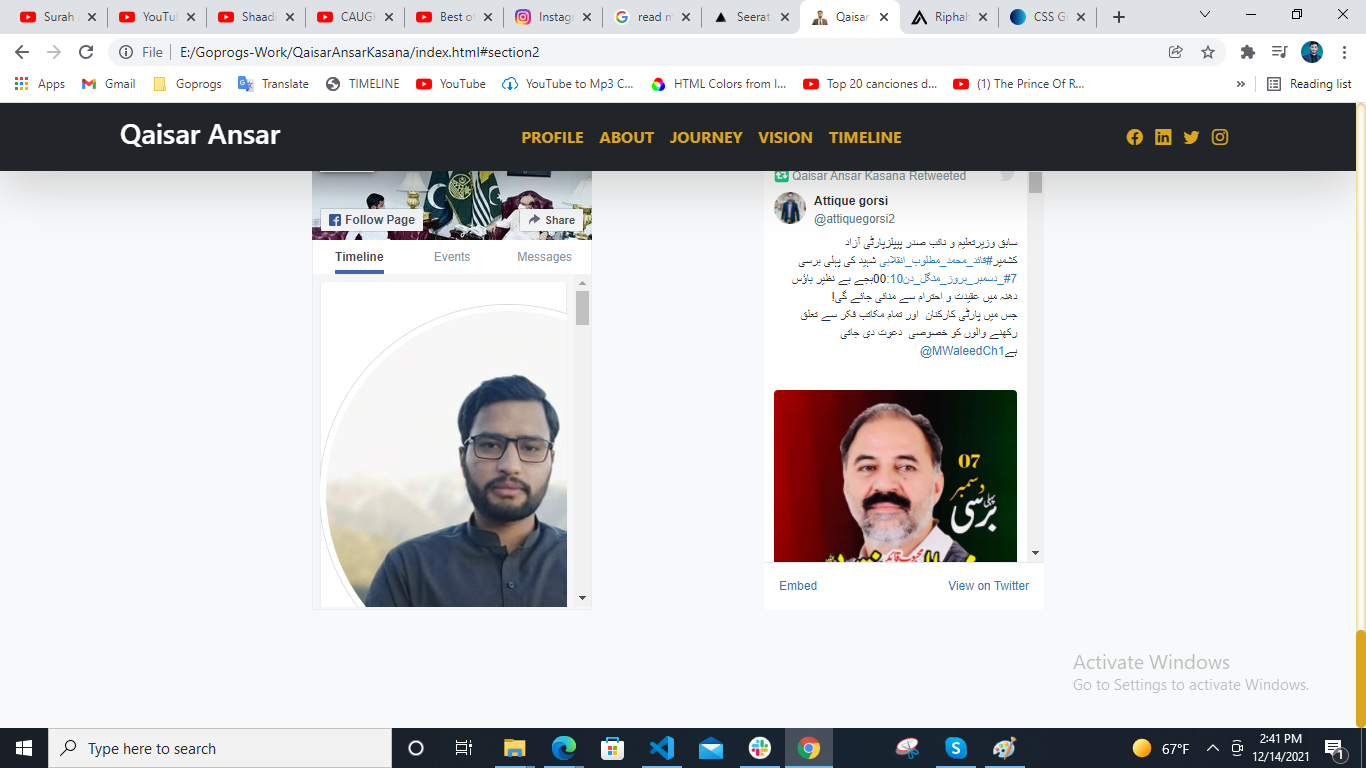 Surah
YouTu
Shaadi
CAUGH
Best of
Instag
read m
Seerat
Qaisar
Riphah
CSS G
File
E:/Goprogs-Work/QaisarAnsarKasana/index.html#section2
Apps
Gmail
Goprogs
Translate
TIMELINE
YouTube
YouTube to Mp3 C...
HTML Colors from I...
Top 20 canciones d...
(1) The Prince Of R...
»
Reading list
Qaisar Ansar
PROFILE
ABOUT
JOURNEY
VISION
TIMELINE
Follow Page
Share
Timeline
Events
Messages
Qaisar Ansar Kasana Retweeted
Attique gorsi
@attiquegorsi2
سابق وزیرتعلیم و نائب صدر پیپلزپارٹی آزاد
کشمیر#قائد_محمد_مطلوب_انقلابی شہید کی پہلی برسی
#7_دسمبر_بروز_منگل_دن10:00بجے بے نظیر ہاؤس
دھنہ میں عقیدت و احترام سے منائی جائے گی!
جس میں پارٹی کارکنان اور تمام مکاتب فکر سے تعلق
رکھنے والوں کو خصوصی دعوت دی جاتی
ہے@MWaleedCh1
07
دسمبر
پہلی
برسی
Embed
View on Twitter
Activate Windows
Go to Settings to activate Windows.
Type here to search
67°F
2:41 PM
12/14/2021
1